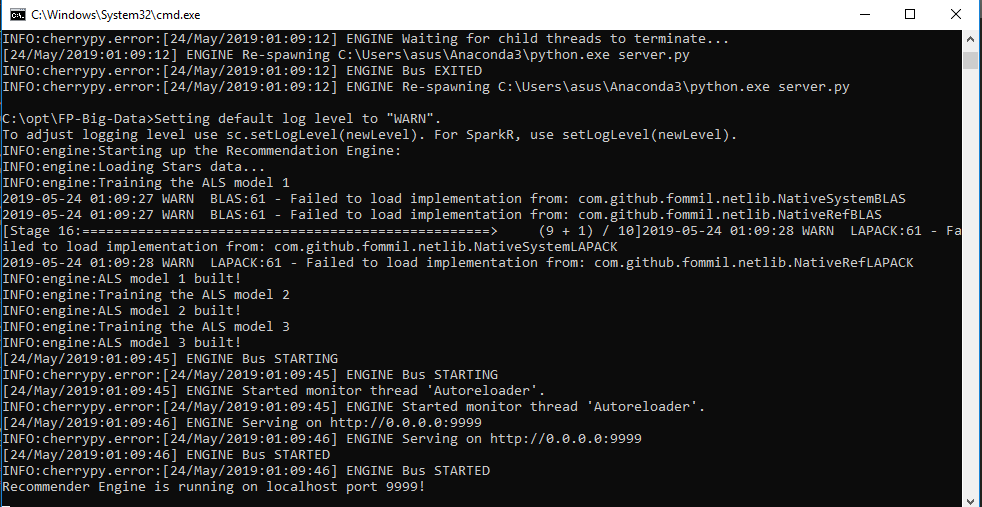 C:\Windows\System32\cmd.exe
INFO:cherrypy.error:[24/May/2019:01:09:12] ENGINE Waiting for child threads to terminate...
[24/May/2019:01:09:12] ENGINE Re-spawning C:\Users\asus\Anaconda3\python.exe server.py
INFO:cherrypy.error:[24/May/2019:01:09:12] ENGINE Bus EXITED
INFO:cherrypy.error:[24/May/2019:01:09:12] ENGINE Re-spawning C:\Users\asus\Anaconda3\python.exe server.py
C:\opt\FP-Big-Data>Setting default log level to "WARN".
To adjust logging level use sc.setLogLevel(newLevel). For SparkR, use setLogLevel(newLevel).
INFO:engine:Starting up the Recommendation Engine:
INFO:engine:Loading Stars data...
INFO:engine:Training the ALS model 1
2019-05-24 01:09:27 WARN  BLAS:61 - Failed to load implementation from: com.github.fommil.netlib.NativeSystemBLAS
2019-05-24 01:09:27 WARN  BLAS:61 - Failed to load implementation from: com.github.fommil.netlib.NativeRefBLAS
[Stage 16:===================================================>     (9 + 1) / 10]2019-05-24 01:09:28 WARN  LAPACK:61 - Fa
iled to load implementation from: com.github.fommil.netlib.NativeSystemLAPACK
2019-05-24 01:09:28 WARN  LAPACK:61 - Failed to load implementation from: com.github.fommil.netlib.NativeRefLAPACK
INFO:engine:ALS model 1 built!
INFO:engine:Training the ALS model 2
INFO:engine:ALS model 2 built!
INFO:engine:Training the ALS model 3
INFO:engine:ALS model 3 built!
[24/May/2019:01:09:45] ENGINE Bus STARTING
INFO:cherrypy.error:[24/May/2019:01:09:45] ENGINE Bus STARTING
[24/May/2019:01:09:45] ENGINE Started monitor thread 'Autoreloader'.
INFO:cherrypy.error:[24/May/2019:01:09:45] ENGINE Started monitor thread 'Autoreloader'.
[24/May/2019:01:09:46] ENGINE Serving on http://0.0.0.0:9999
INFO:cherrypy.error:[24/May/2019:01:09:46] ENGINE Serving on http://0.0.0.0:9999
[24/May/2019:01:09:46] ENGINE Bus STARTED
INFO:cherrypy.error:[24/May/2019:01:09:46] ENGINE Bus STARTED
Recommender Engine is running on localhost port 9999!